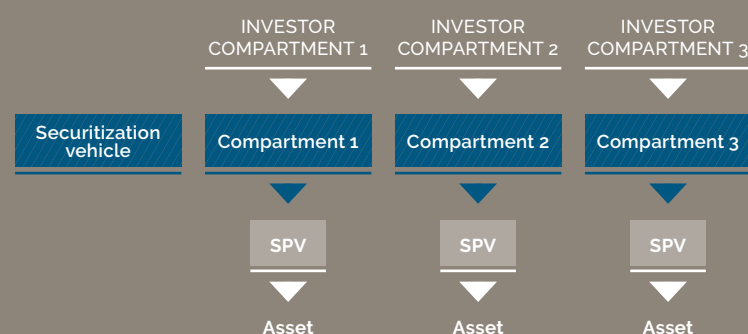 INVESTOR
COMPARTMENT 1
INVESTOR
COMPARTMENT 2
INVESTOR
COMPARTMENT 3
Securitization
vehicle
Compartment 1
Compartment 2
Compartment 3
SPV
SPV
SPV
Asset
Asset
Asset